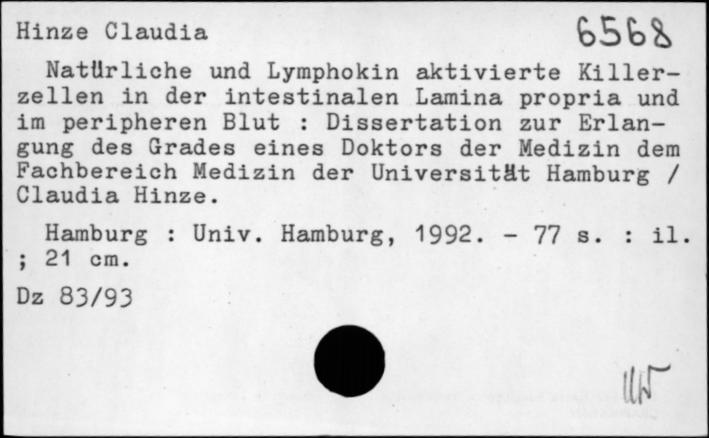 Hinze Claudia 6568
Natürliche und Lymphokin aktivierte Killer-
zellen in der intestinalen Lamina propria und
im peripheren Blut : Dissertation zur Erlan-
gung des Grades eines Doktors der Medizin dem
Fachbereich Medizin der Universität Hamburg /
Claudia Hinze.
Hamburg : Univ. Hamburg, 1992. - 77 s. : il.
; 21 cm.
Dz 83/93